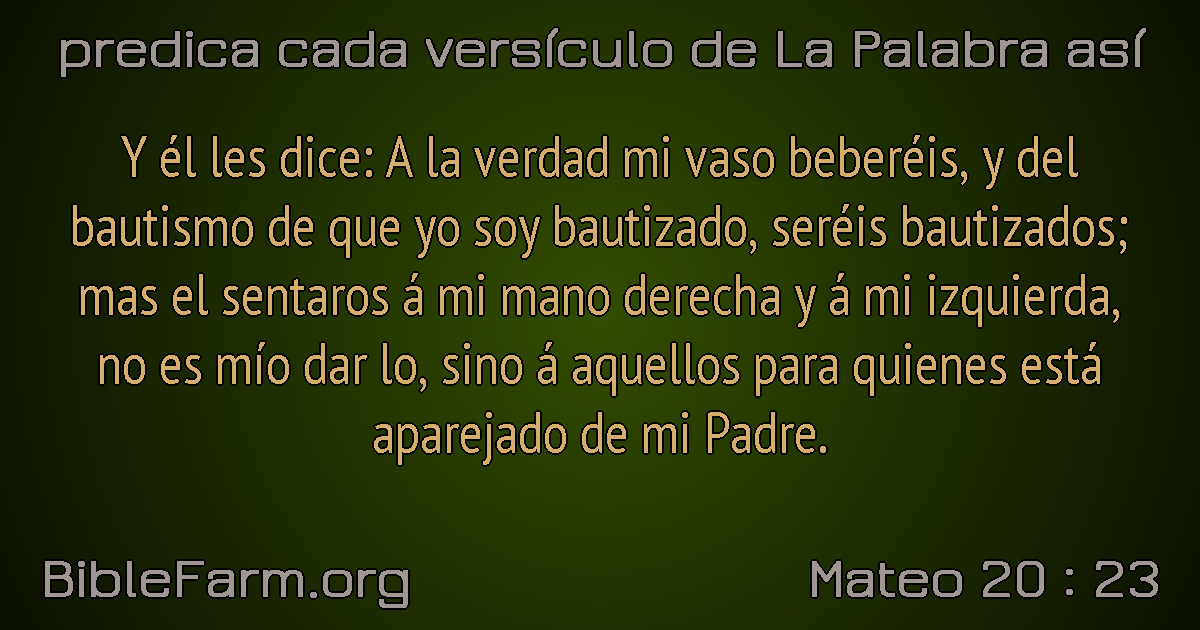 predica cada versículo de La Palabra así
Y él les dice: A la verdad mi vaso beberéis, y del
bautismo de que yo soy bautizado, seréis bautizados;
mas el sentaros á mi mano derecha y á mi izquierda,
no es mío dar lo, sino á aquellos para quienes está
aparejado de mi Padre.
BibleFarm.org
Mateo 20 : 23